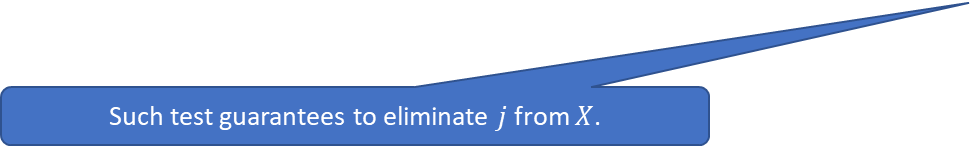 Such test guarantees to eliminate j from X.